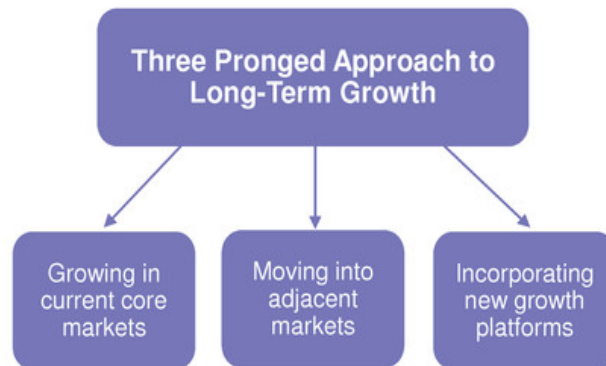 Three Pronged Approach to
Long-Term Growth
Growing in
current core
markets
Moving into
adjacent
markets
Incorporating
new growth
platforms